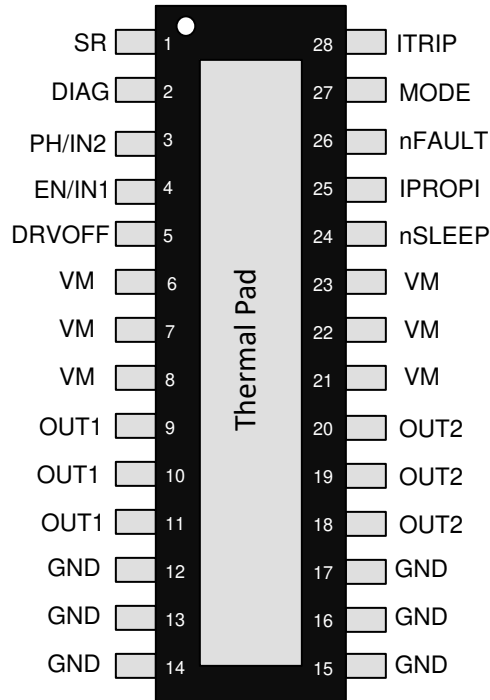 SR 1 28 ITRIP
DIAG 2 27 MODE
PH/IN2 3 26 nFAULT
EN/IN1 4 25 IPROPI
DRVOFF 5 24 nSLEEP
VM 6 23 VM
VM 7 22 VM
VM 8 21 VM
OUT1 9 20 OUT2
OUT1 10 19 OUT2
OUT1 11 18 OUT2
GND 12 17 GND
GND 13 16 GND
GND 14 15 GND
Thermal Pad